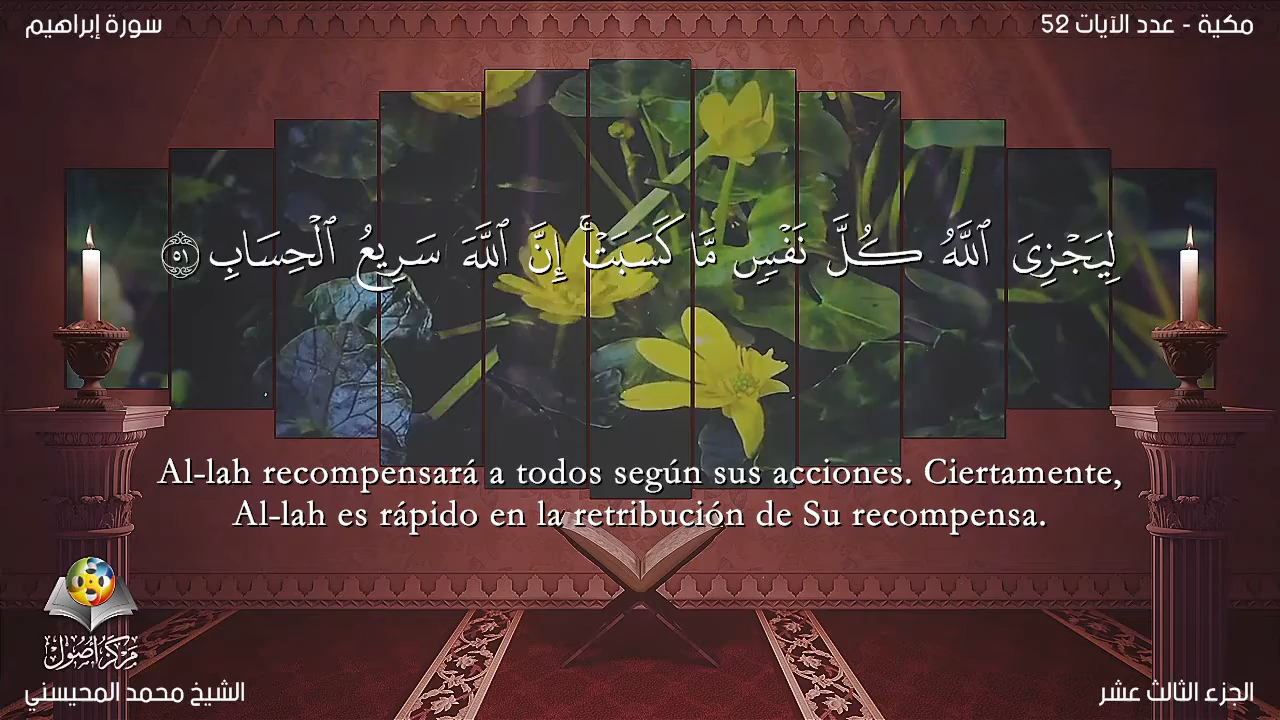 سورة إبراهيم
مكية - عدد الآيات 52
لِيَجْزِىَ ٱللَّهُ كُلَّ نَفْسٍ مَّا كَسَبَتْ ۚ إِنَّ ٱللَّهَ سَرِيعُ ٱلْحِسَابِ ٥١
Al-lah recompensará a todos según sus acciones. Ciertamente,
Al-lah es rápido en la retribución de Su recompensa.
مركز أصول
الشيخ محمد المحيسني
الجزء الثالث عشر